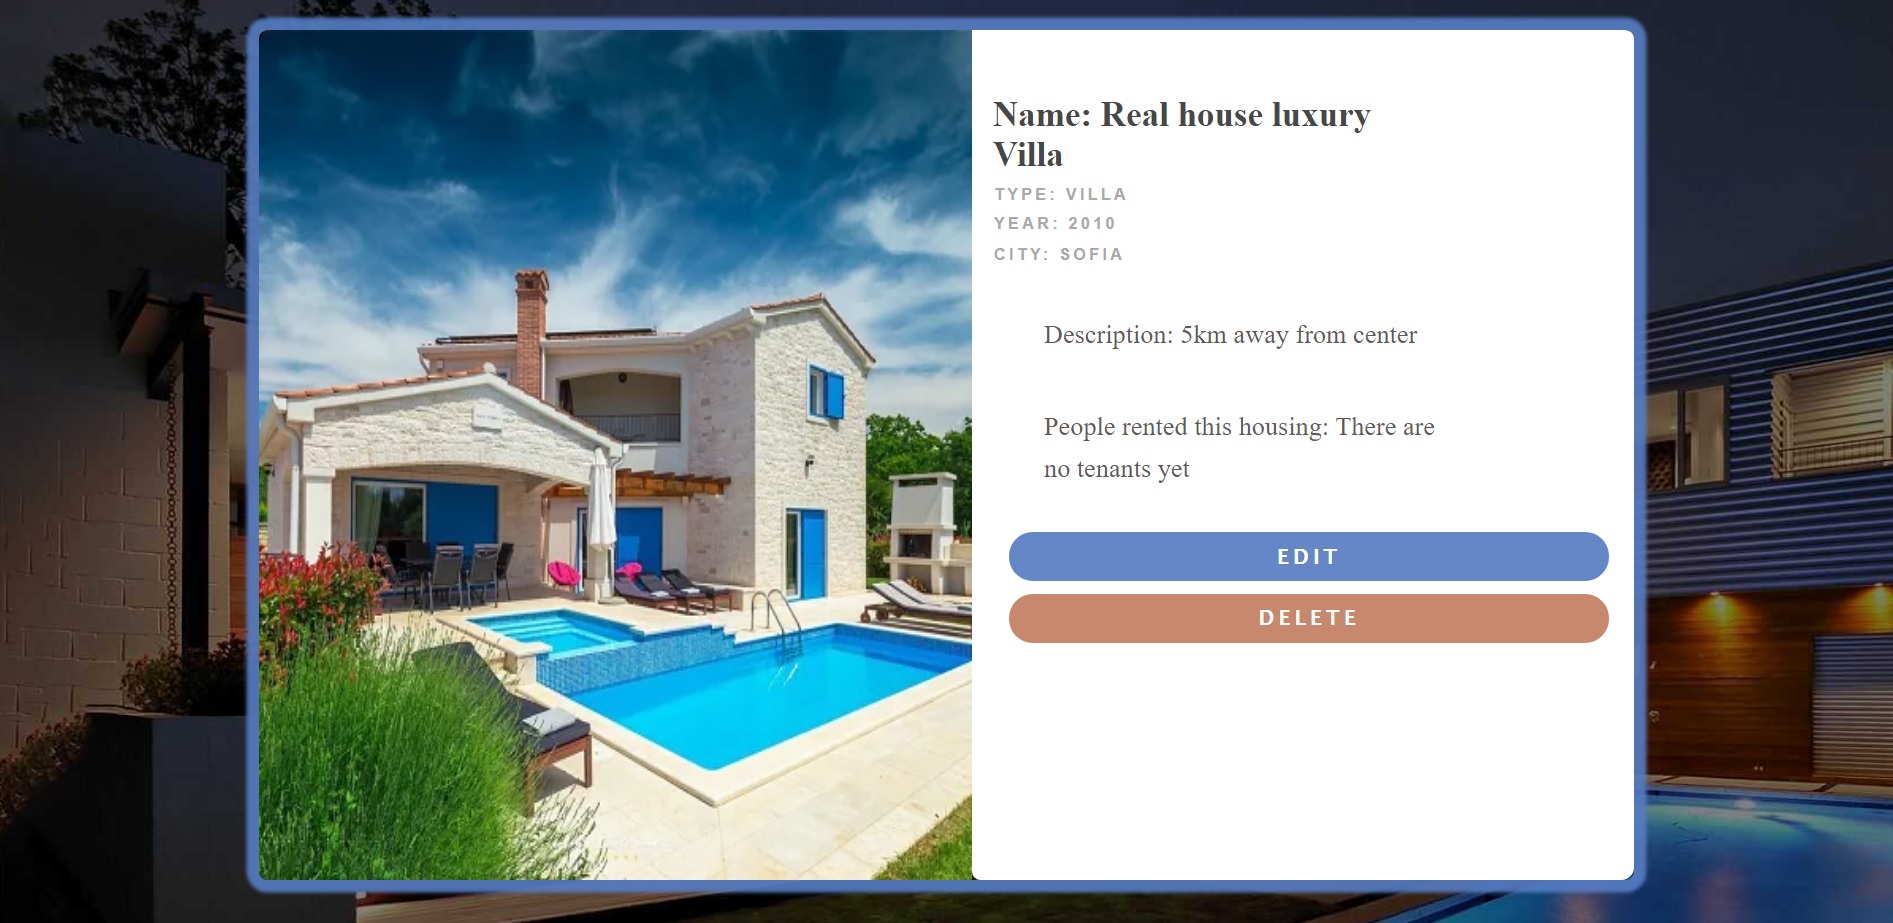 Name: Real house luxury
Villa
TYPE: VILLA
YEAR: 2010
CITY: SOFIA
Description: 5km away from center
People rented this housing: There are
no tenants yet
EDIT
DELETE